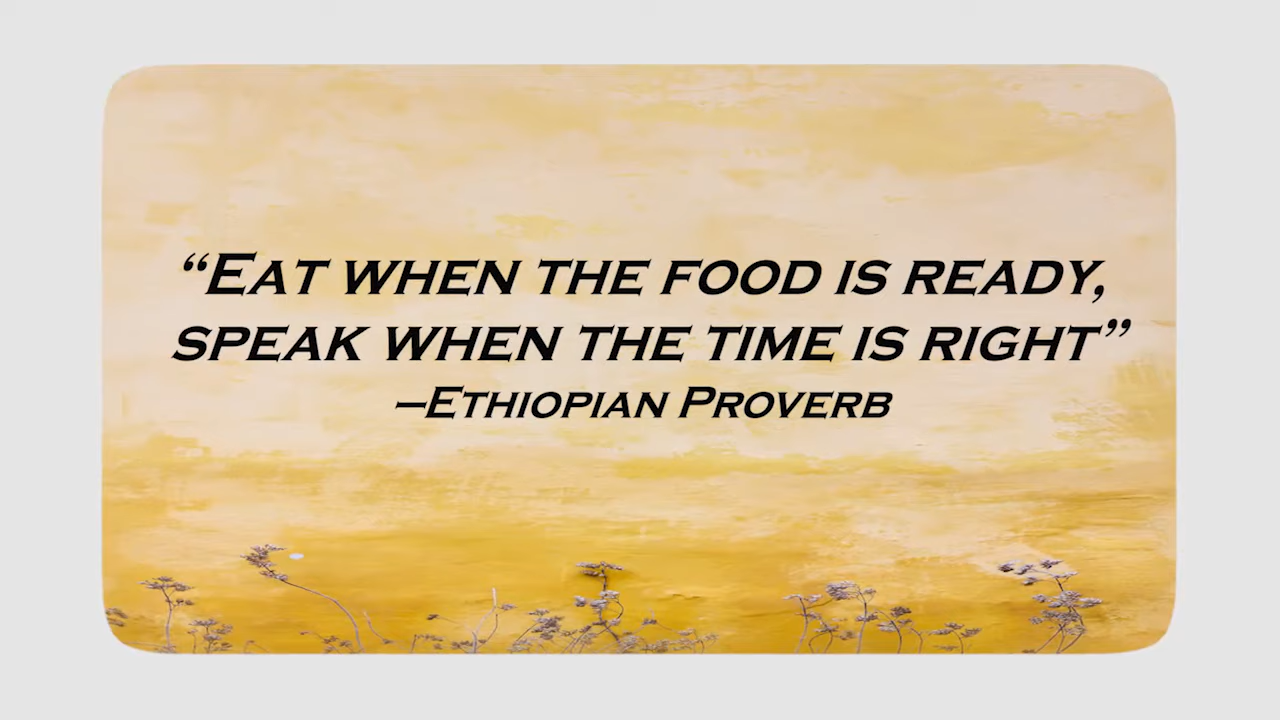 “Eat when the food is ready,
speak when the time is right”
–Ethiopian Proverb